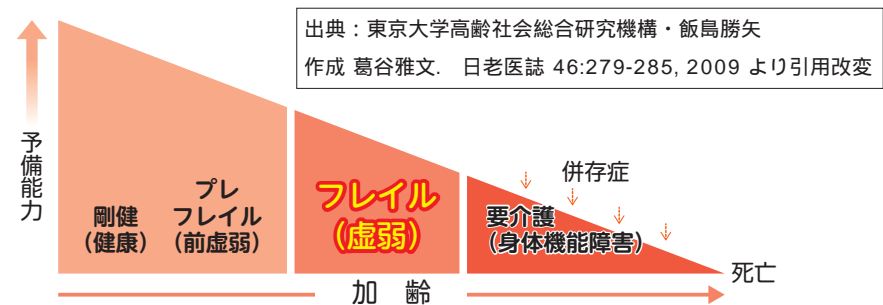 出典：東京大学高齢社会総合研究機構・飯島勝矢
作成 葛谷雅文.　日老医誌 46:279-285, 2009 より引用改変
予備能力
剛健
（健康）
プレ
フレイル
（前虚弱）
フレイル
（虚弱）
要介護
（身体機能障害）
併存症
死亡
加　齢